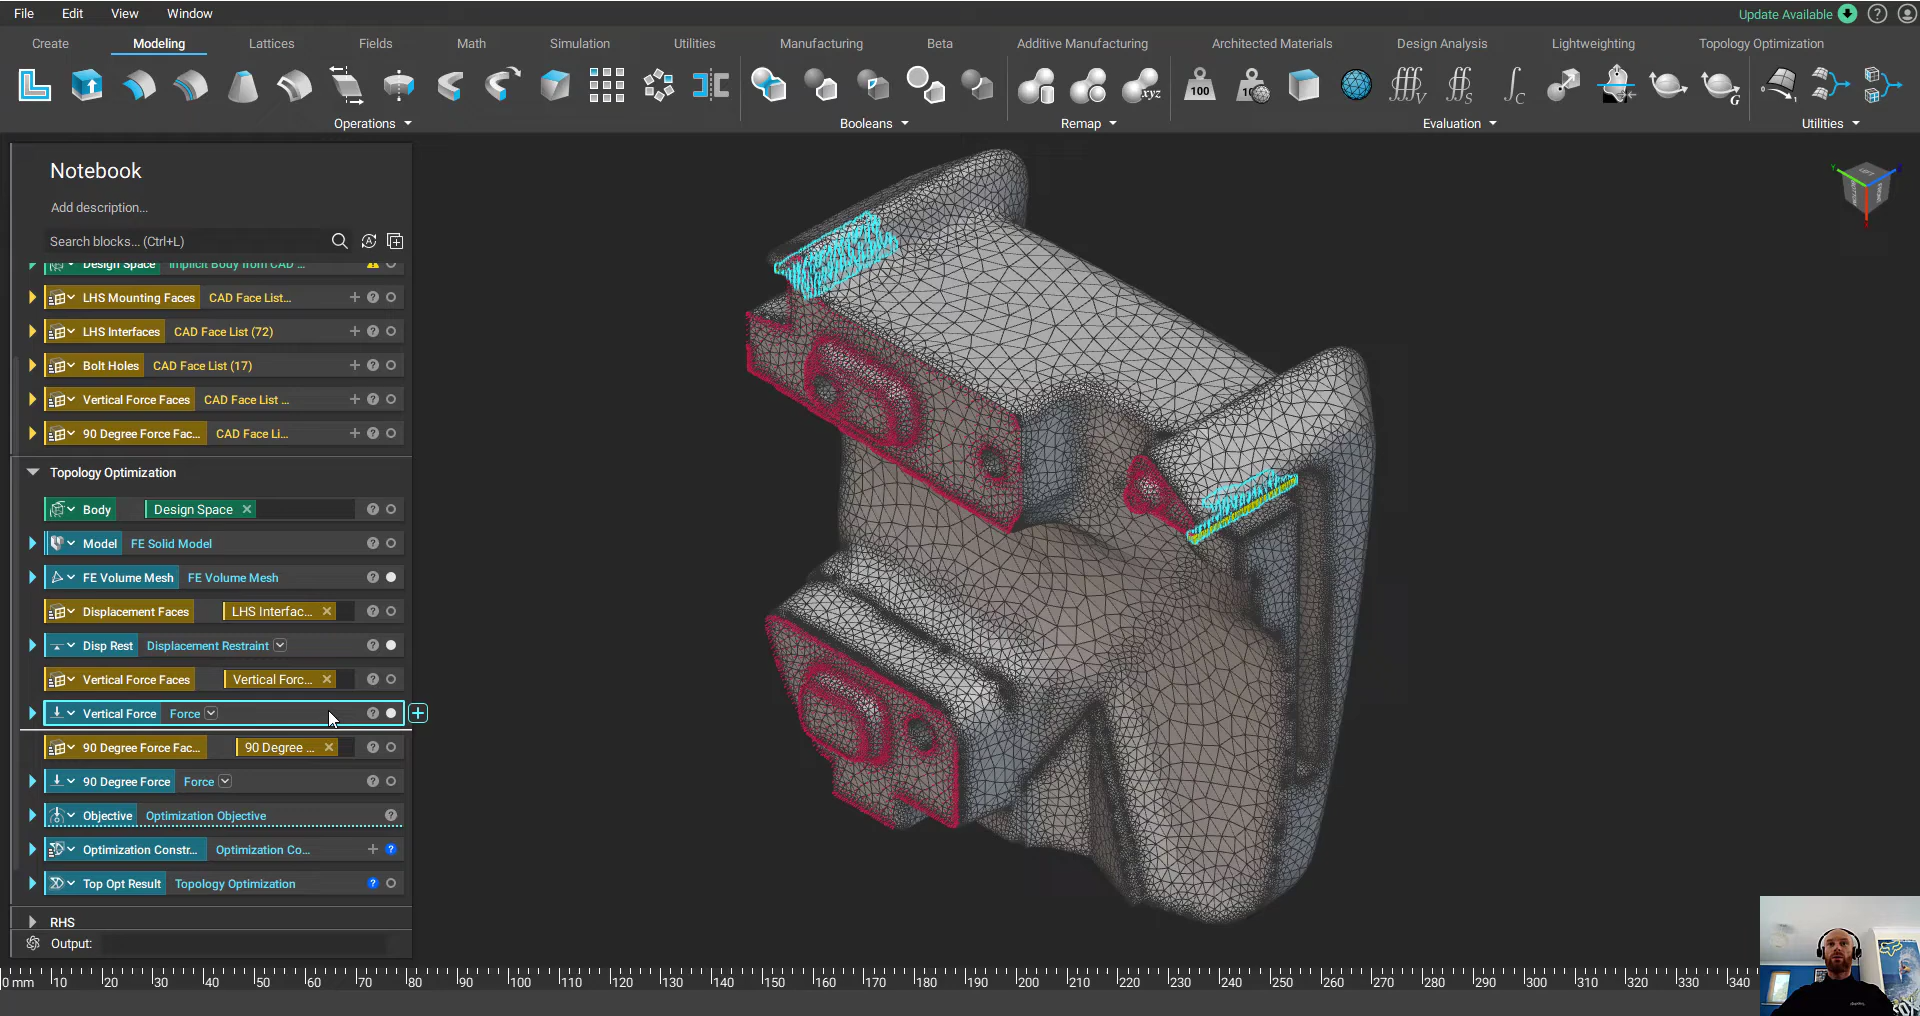 File Edit View Window Update Available
Create Modeling Lattices Fields Math Simulation Utilities Manufacturing Beta Additive Manufacturing Architected Materials Design Analysis Lightweighting Topology Optimization
Operations Booleans Remap Evaluation Utilities
Notebook
Add description...
Search blocks... (Ctrl+L)
Design Space Implicit Body from CAD ...
LHS Mounting Faces CAD Face List...
LHS Interfaces CAD Face List (72)
Bolt Holes CAD Face List (17)
Vertical Force Faces CAD Face List ...
90 Degree Force Fac... CAD Face Li...
Topology Optimization
Body Design Space
Model FE Solid Model
FE Volume Mesh FE Volume Mesh
Displacement Faces LHS Interfac...
Disp Rest Displacement Restraint
Vertical Force Faces Vertical Forc...
Vertical Force Force
90 Degree Force Fac... 90 Degree ...
90 Degree Force Force
Objective Optimization Objective
Optimization Constr... Optimization Co...
Top Opt Result Topology Optimization
RHS
Output:
0 mm 10 20 30 40 50 60 70 80 90 100 110 120 130 140 150 160 170 180 190 200 210 220 230 240 250 260 270 280 290 300 310 320 330 340